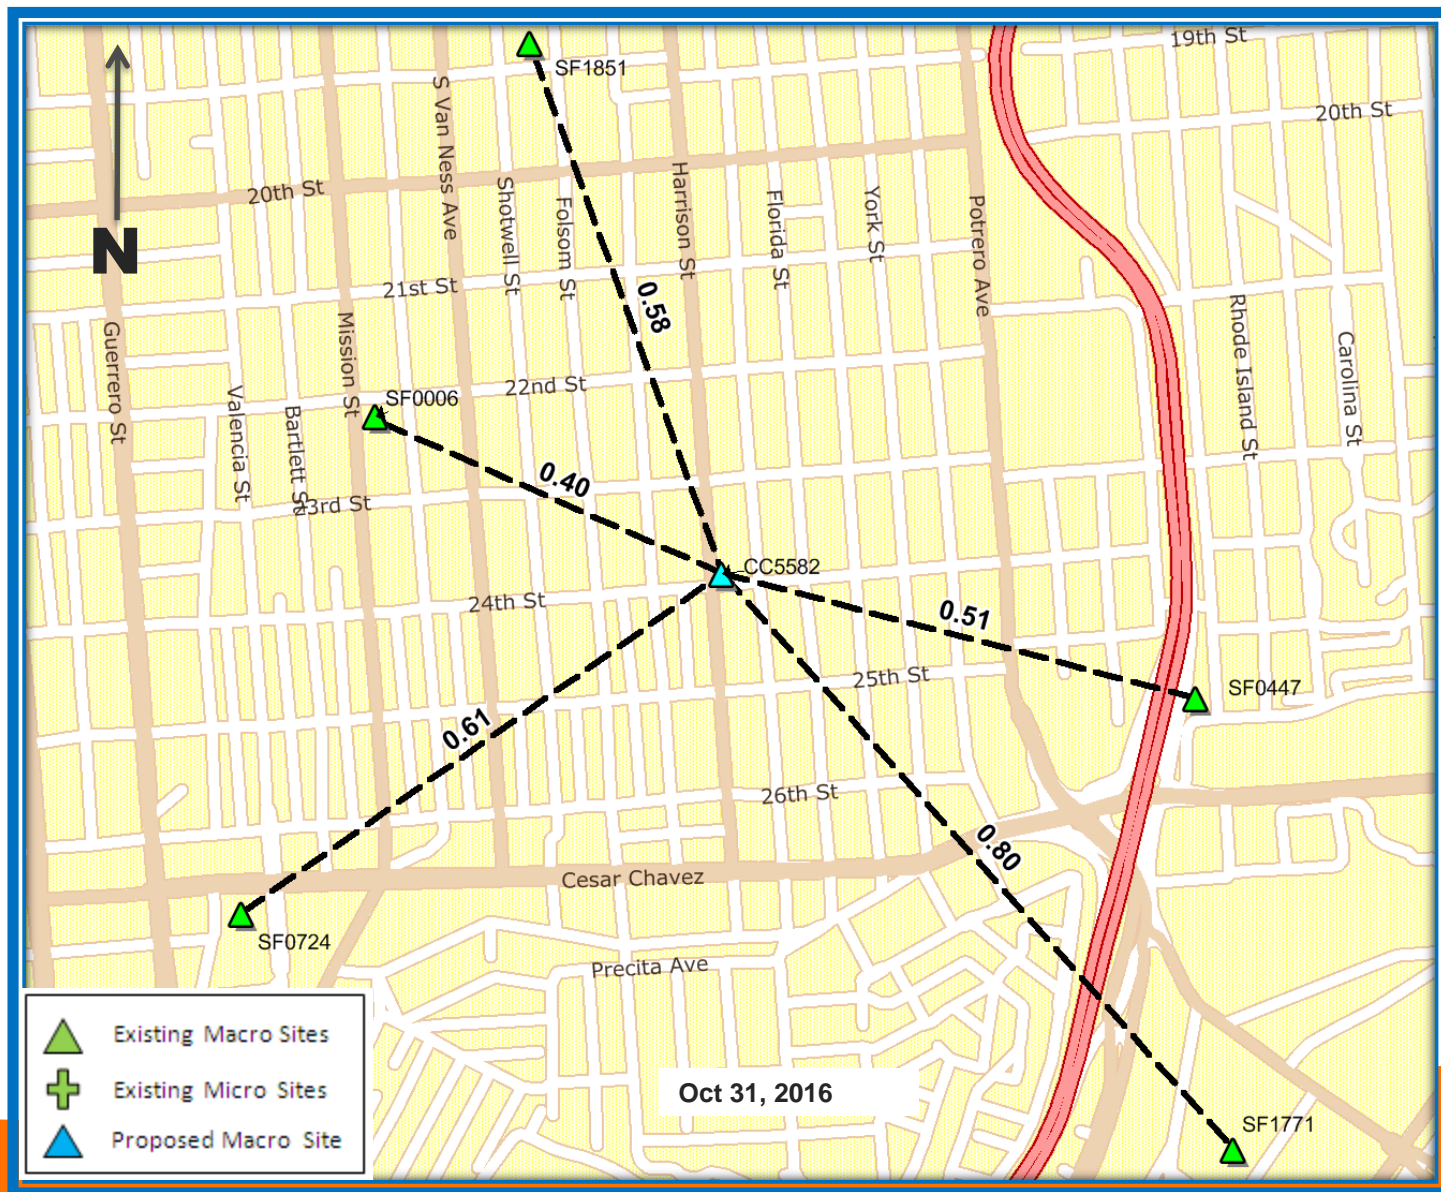 19th St
SF1851
20th St
S Van Ness Ave
20th St
Harrison St
Shotwell St
Folsom St
Florida St
York St
Potrero Ave
N
21st St
0.58
Rhode Island St
Carolina St
Guerrero St
Mission St
22nd St
SF0006
Valencia St
Bartlett St
0.40
23rd St
CC5582
24th St
0.51
25th St
SF0447
0.61
26th St
0.80
Cesar Chavez
SF0724
Precita Ave
Existing Macro Sites
Existing Micro Sites
Proposed Macro Site
Oct 31, 2016
SF1771